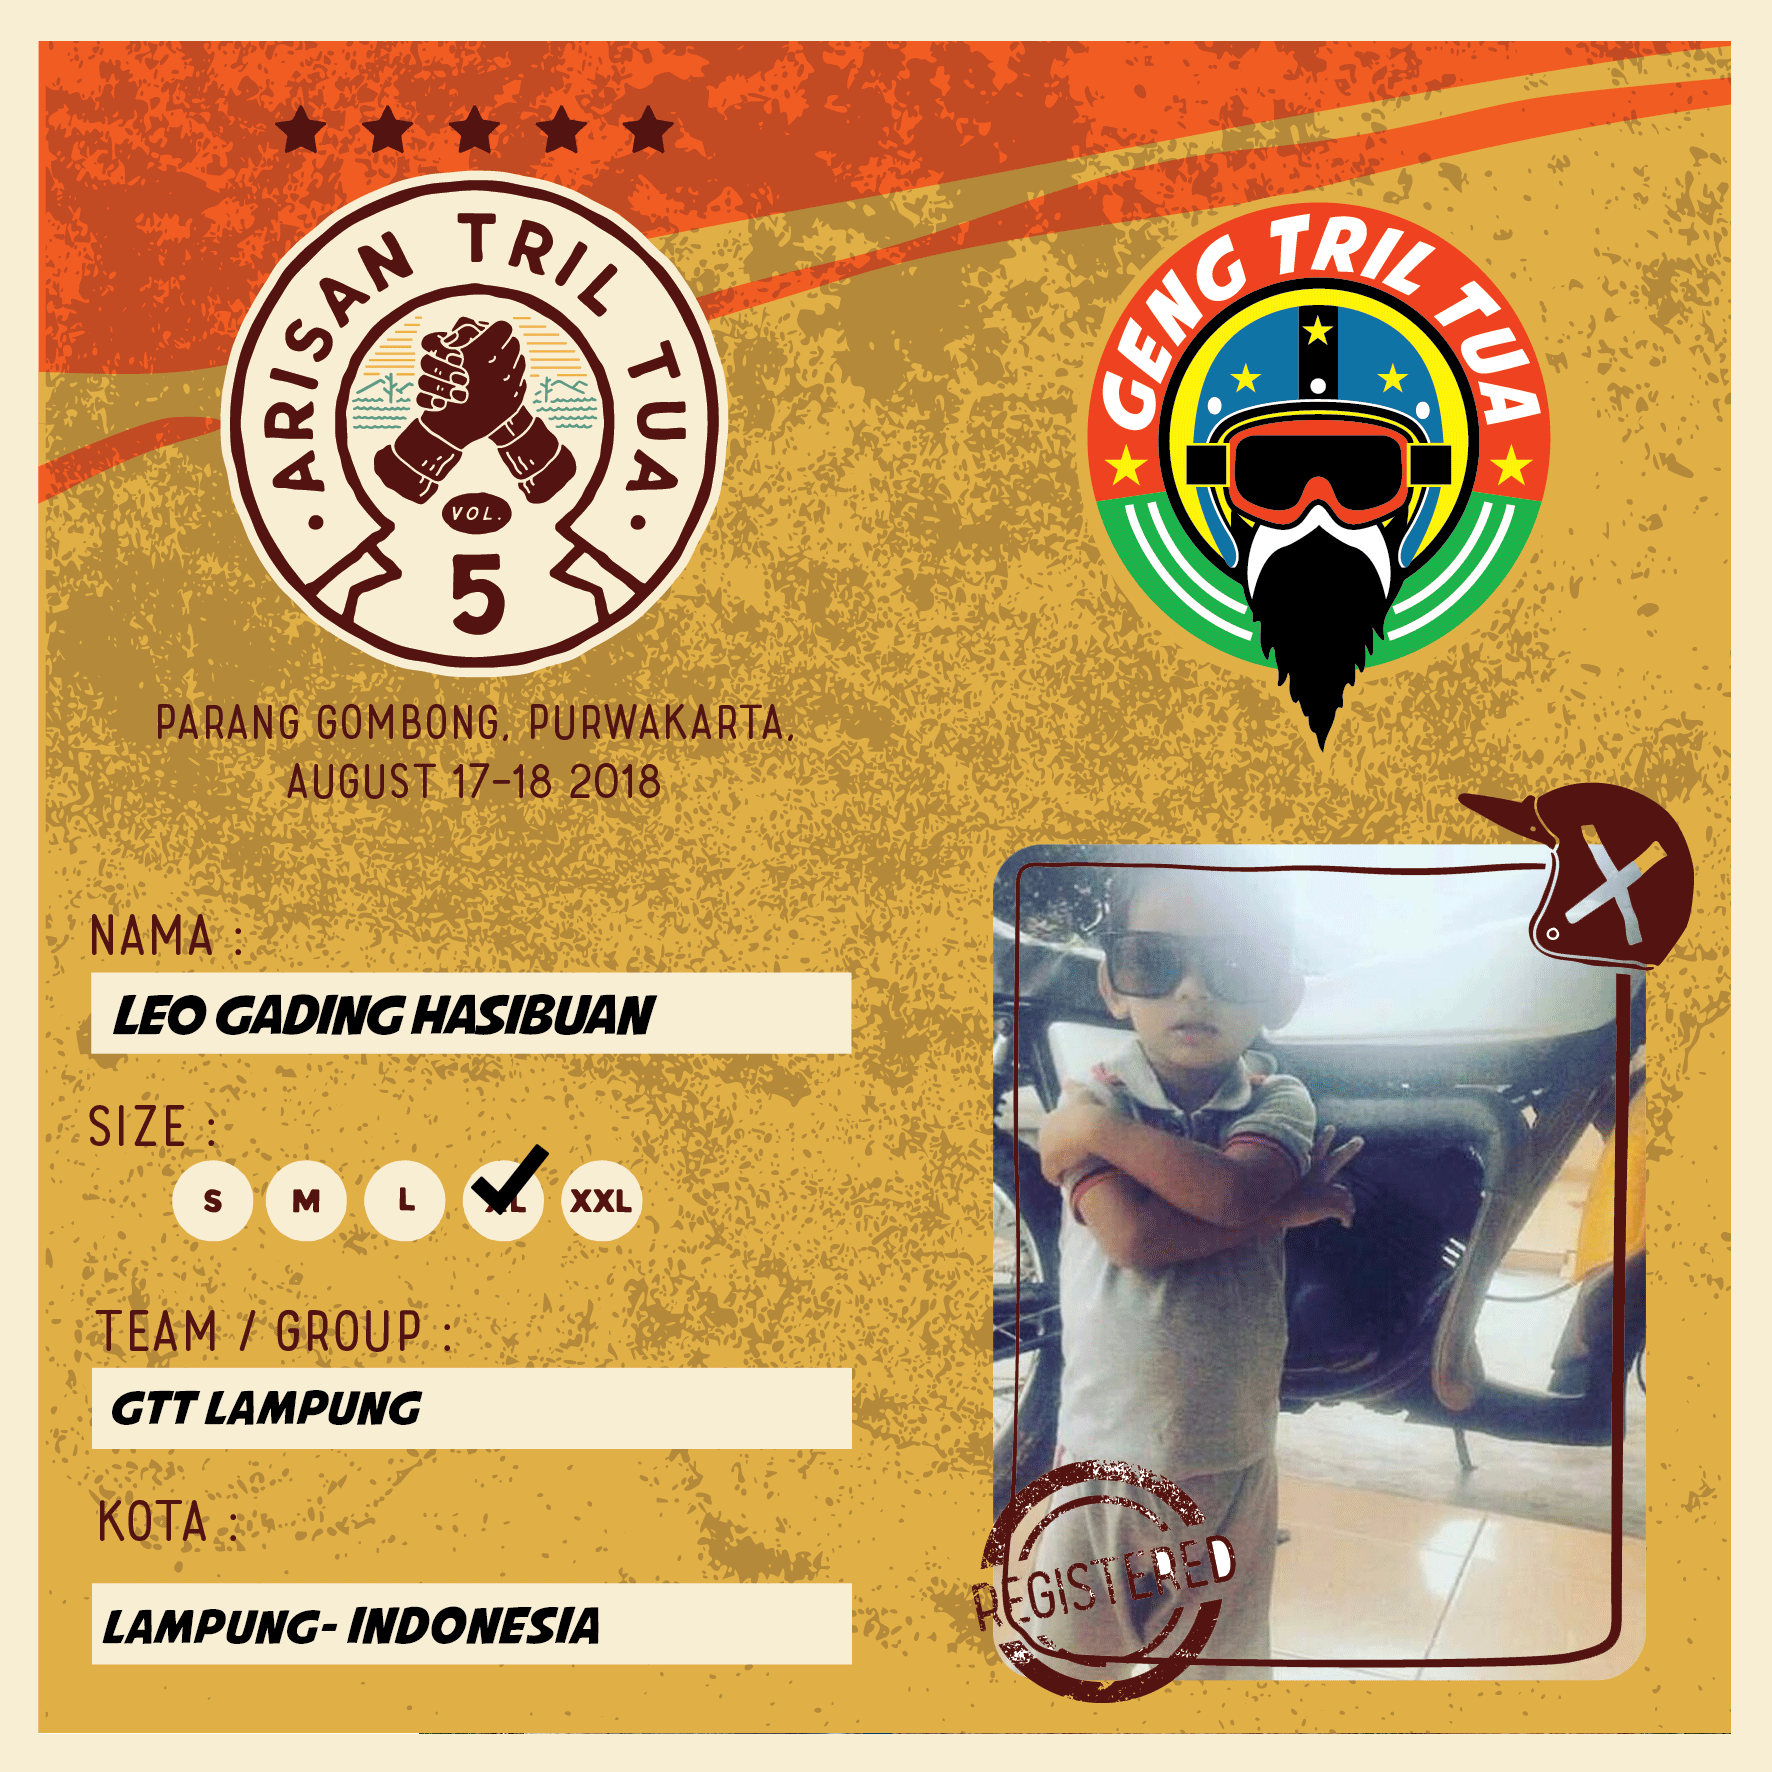 ARISAN TRIL TUA
VOL.
5
GENG TRIL TUA
PARANG GOMBONG, PURWAKARTA,
AUGUST 17-18 2018
NAMA :
LEO GADING HASIBUAN
SIZE :
S M L XL XXL
TEAM / GROUP :
GTT LAMPUNG
KOTA :
LAMPUNG- INDONESIA
REGISTERED